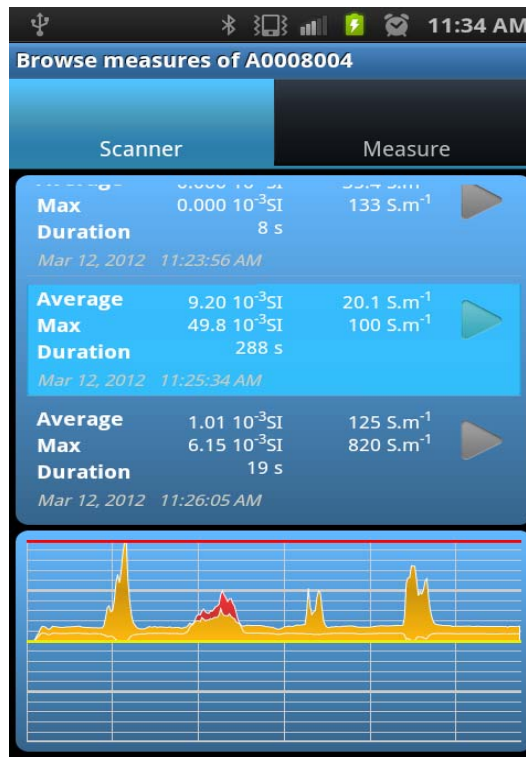 11:34 AM
Browse measures of A0008004
Scanner Measure
Max 0.000 10⁻³SI 133 S.m⁻¹
Duration 8 s
Mar 12, 2012 11:23:56 AM
Average 9.20 10⁻³SI 20.1 S.m⁻¹
Max 49.8 10⁻³SI 100 S.m⁻¹
Duration 288 s
Mar 12, 2012 11:25:34 AM
Average 1.01 10⁻³SI 125 S.m⁻¹
Max 6.15 10⁻³SI 820 S.m⁻¹
Duration 19 s
Mar 12, 2012 11:26:05 AM